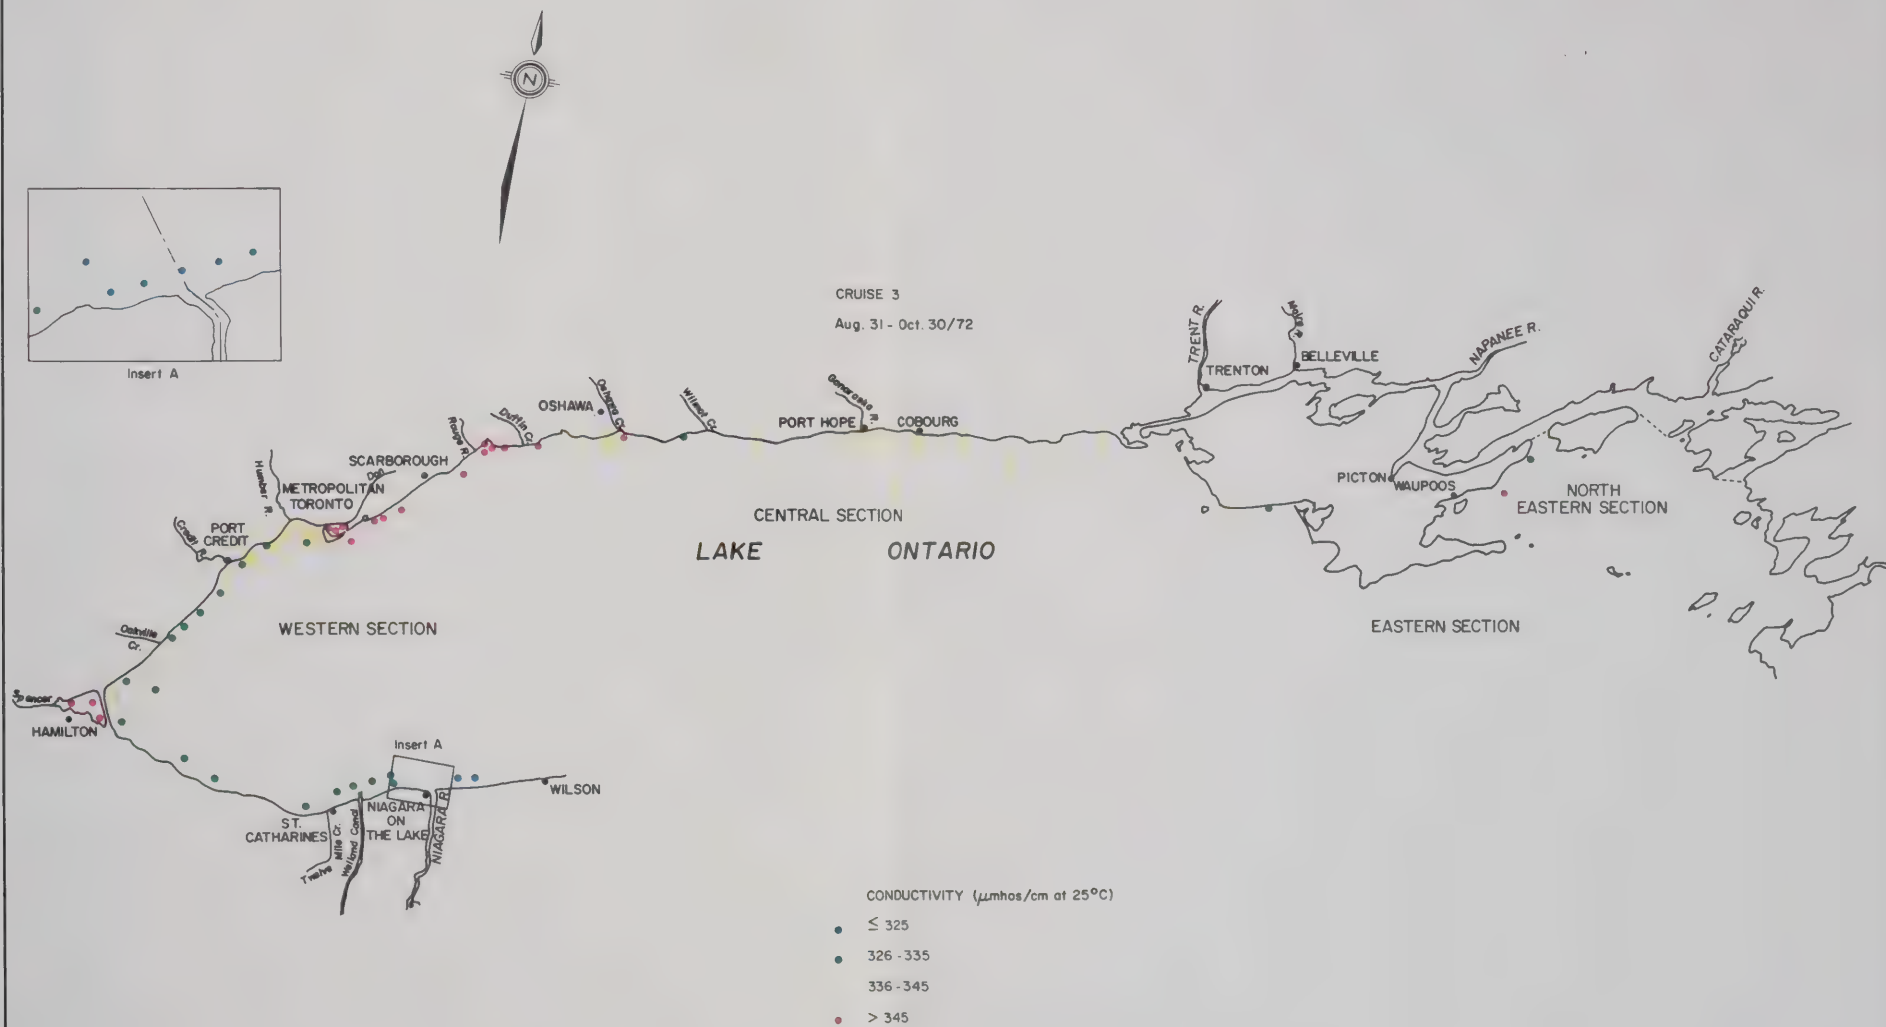 N
Insert A
CRUISE 3
Aug. 31 - Oct. 30/72
TRENT R.
Moira R.
BELLEVILLE
TRENTON
NAPANEE R.
CATARAQUI R.
OSHAWA
Oshawa Cr.
Wilmot Cr.
Ganaraska R.
PORT HOPE
COBOURG
Duffin Cr.
Rouge R.
SCARBOROUGH
Don
Humber R.
METROPOLITAN
TORONTO
Credit R.
PORT
CREDIT
PICTON
WAUPOOS
NORTH
EASTERN SECTION
CENTRAL SECTION
LAKE ONTARIO
WESTERN SECTION
EASTERN SECTION
Oakville
Cr.
Spencer
HAMILTON
Insert A
WILSON
ST.
CATHARINES
NIAGARA
ON
THE LAKE
NIAGARA R.
Twelve Mile Cr.
Welland Canal
CONDUCTIVITY (µmhos/cm at 25°C)
≤ 325
326 - 335
336 - 345
> 345